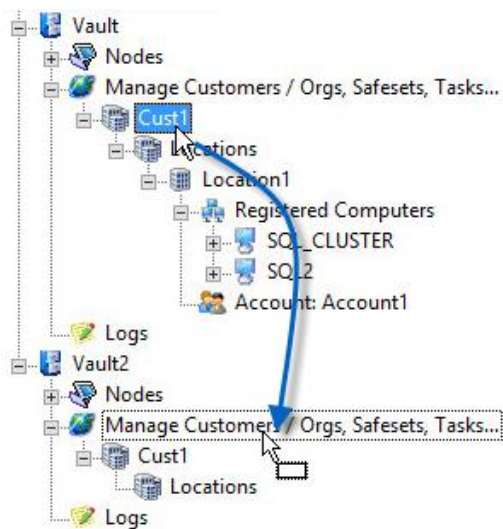 Vault
Nodes
Manage Customers / Orgs, Safesets, Tasks...
Cust1
Locations
Location1
Registered Computers
SQL_CLUSTER
SQL2
Account: Account1
Logs
Vault2
Nodes
Manage Customers / Orgs, Safesets, Tasks...
Cust1
Locations
Logs